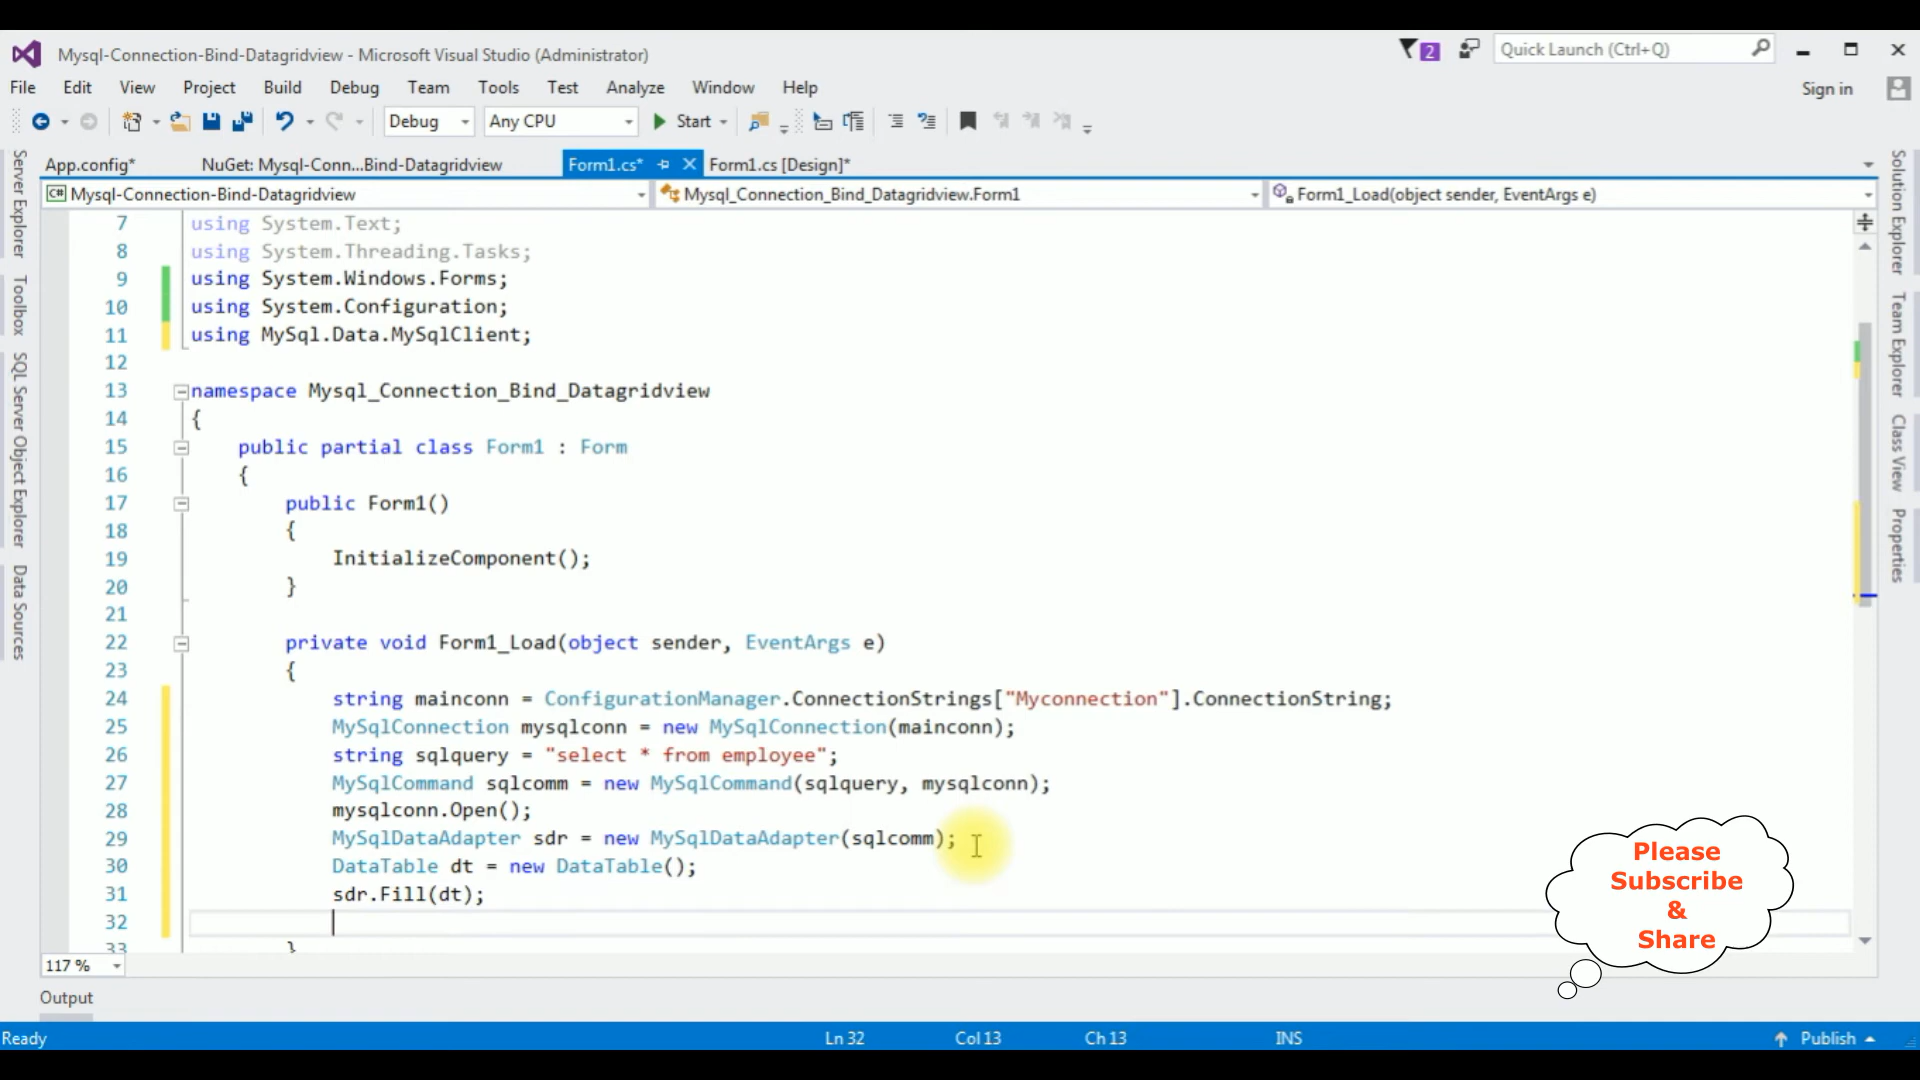 Mysql-Connection-Bind-Datagridview - Microsoft Visual Studio (Administrator)
2
Quick Launch (Ctrl+Q)
File Edit View Project Build Debug Team Tools Test Analyze Window Help
Sign in
Debug Any CPU Start
App.config* NuGet: Mysql-Conn...Bind-Datagridview Form1.cs* Form1.cs [Design]*
C# Mysql-Connection-Bind-Datagridview Mysql_Connection_Bind_Datagridview.Form1 Form1_Load(object sender, EventArgs e)
Server Explorer
Toolbox
SQL Server Object Explorer
Data Sources
7 using System.Text;
8 using System.Threading.Tasks;
9 using System.Windows.Forms;
10 using System.Configuration;
11 using MySql.Data.MySqlClient;
12
13 namespace Mysql_Connection_Bind_Datagridview
14 {
15 public partial class Form1 : Form
16 {
17 public Form1()
18 {
19 InitializeComponent();
20 }
21
22 private void Form1_Load(object sender, EventArgs e)
23 {
24 string mainconn = ConfigurationManager.ConnectionStrings["Myconnection"].ConnectionString;
25 MySqlConnection mysqlconn = new MySqlConnection(mainconn);
26 string sqlquery = "select * from employee";
27 MySqlCommand sqlcomm = new MySqlCommand(sqlquery, mysqlconn);
28 mysqlconn.Open();
29 MySqlDataAdapter sdr = new MySqlDataAdapter(sqlcomm);
30 DataTable dt = new DataTable();
31 sdr.Fill(dt);
32
33 }
Solution Explorer
Team Explorer
Class View
Properties
Please
Subscribe
&
Share
117 %
Output
Ready Ln 32 Col 13 Ch 13 INS Publish